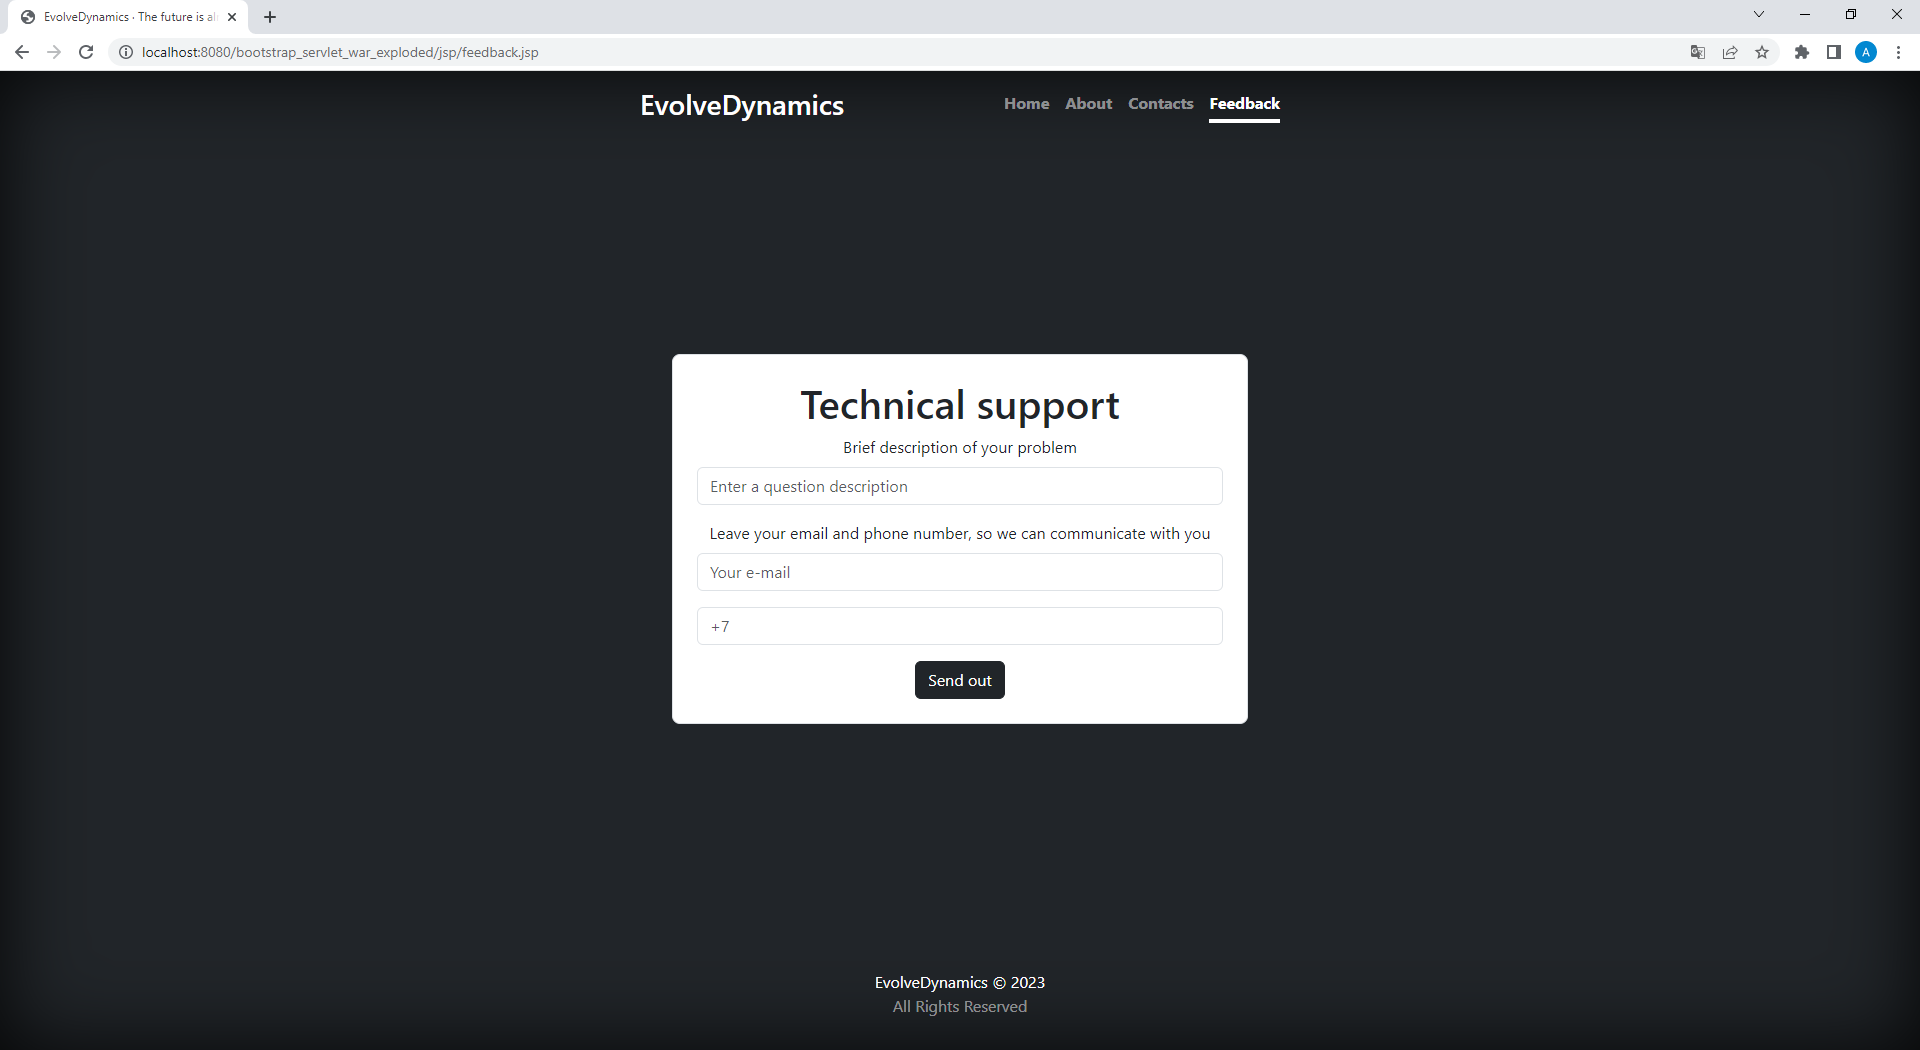 EvolveDynamics · The future is al
localhost:8080/bootstrap_servlet_war_exploded/jsp/feedback.jsp
A
EvolveDynamics
Home About Contacts Feedback
Technical support
Brief description of your problem
Enter a question description
Leave your email and phone number, so we can communicate with you
Your e-mail
+7
Send out
EvolveDynamics © 2023
All Rights Reserved